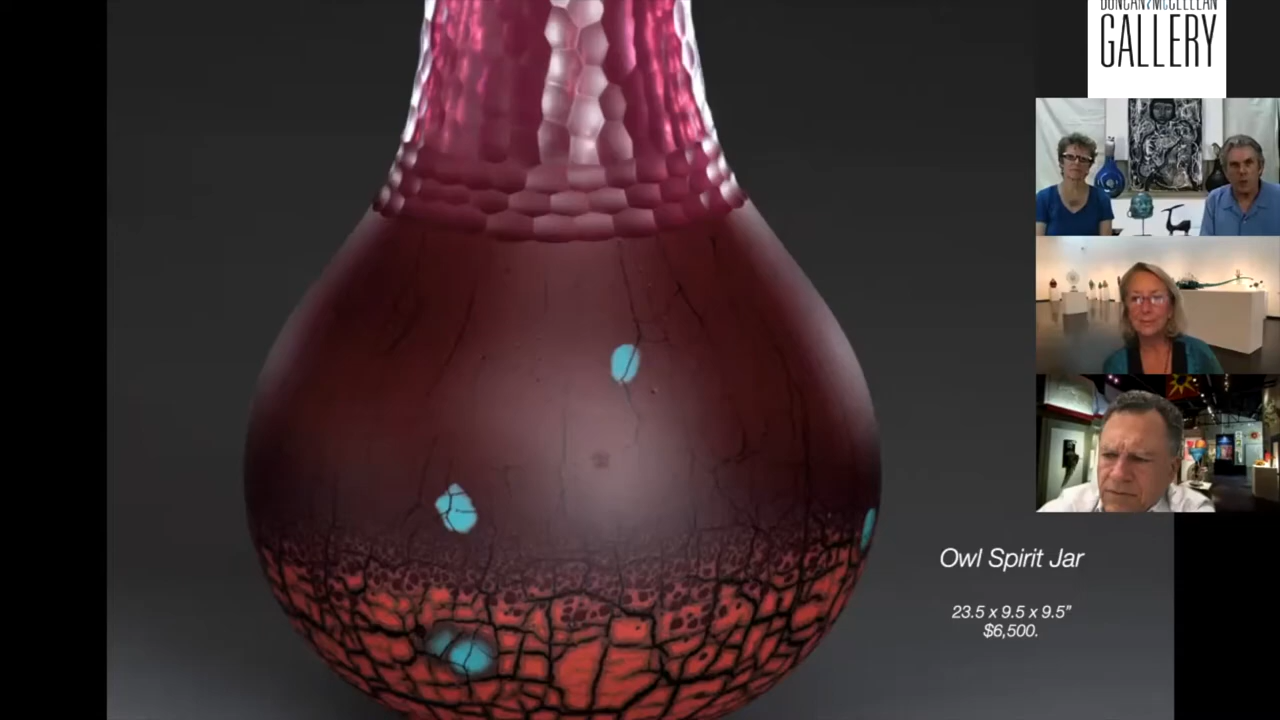 DUNCAN McCLELLAN
GALLERY
Owl Spirit Jar
23.5 x 9.5 x 9.5”
$6,500.